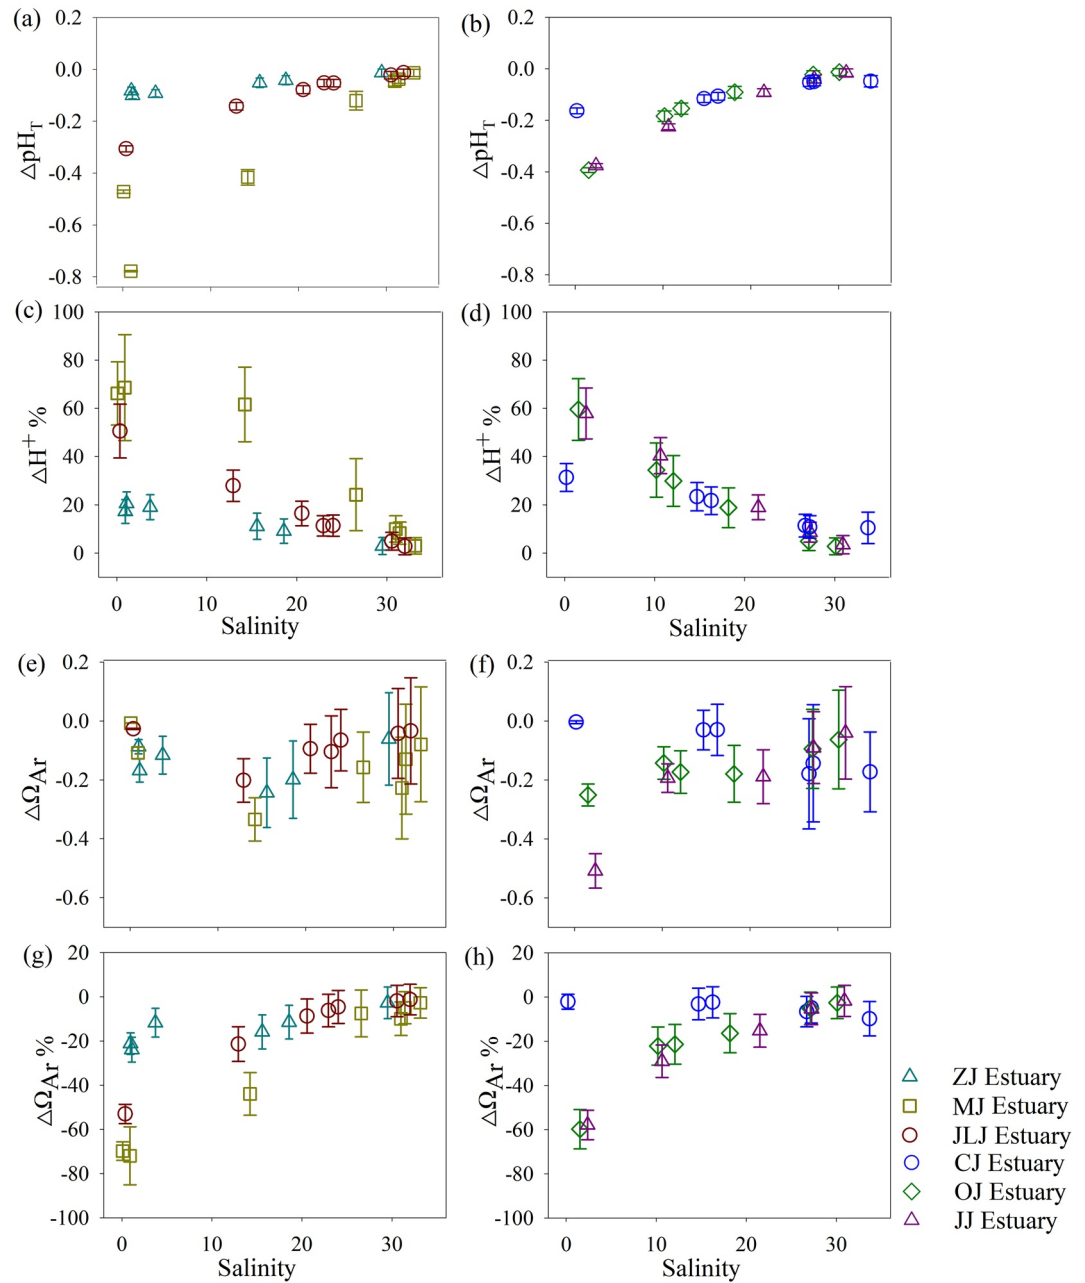 (a)
0.2
0.0
-0.2
-0.4
-0.6
-0.8
ΔpHT
(b)
0.2
0.0
-0.2
-0.4
-0.6
-0.8
ΔpHT
(c)
100
80
60
40
20
0
ΔH+ %
0 10 20 30
Salinity
(d)
100
80
60
40
20
0
ΔH+ %
0 10 20 30
Salinity
(e)
0.2
0.0
-0.2
-0.4
-0.6
ΔΩAr
(f)
0.2
0.0
-0.2
-0.4
-0.6
ΔΩAr
(g)
20
0
-20
-40
-60
-80
-100
ΔΩAr %
0 10 20 30
Salinity
(h)
20
0
-20
-40
-60
-80
-100
ΔΩAr %
0 10 20 30
Salinity
ZJ Estuary
MJ Estuary
JLJ Estuary
CJ Estuary
OJ Estuary
JJ Estuary